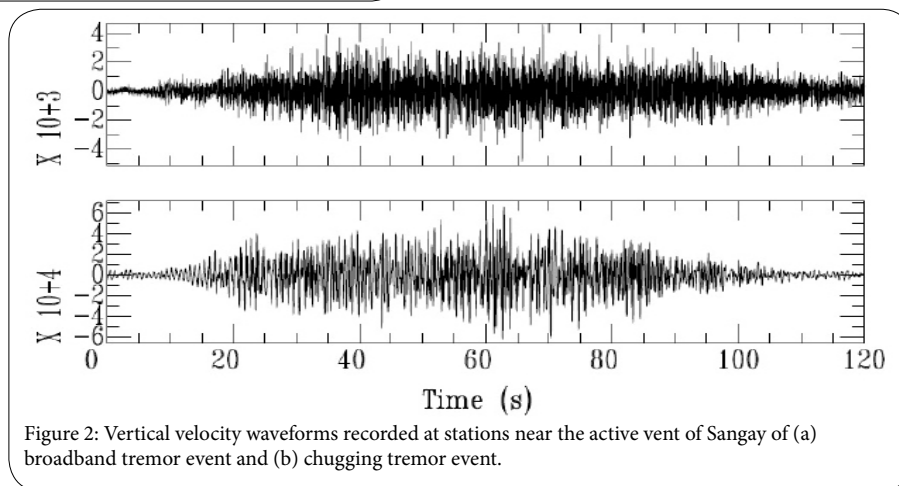 4
2
0
-2
-4
X 10+3
6
4
2
0
-2
-4
-6
X 10+4
0 20 40 60 80 100 120
Time (s)
Figure 2: Vertical velocity waveforms recorded at stations near the active vent of Sangay of (a)
broadband tremor event and (b) chugging tremor event.